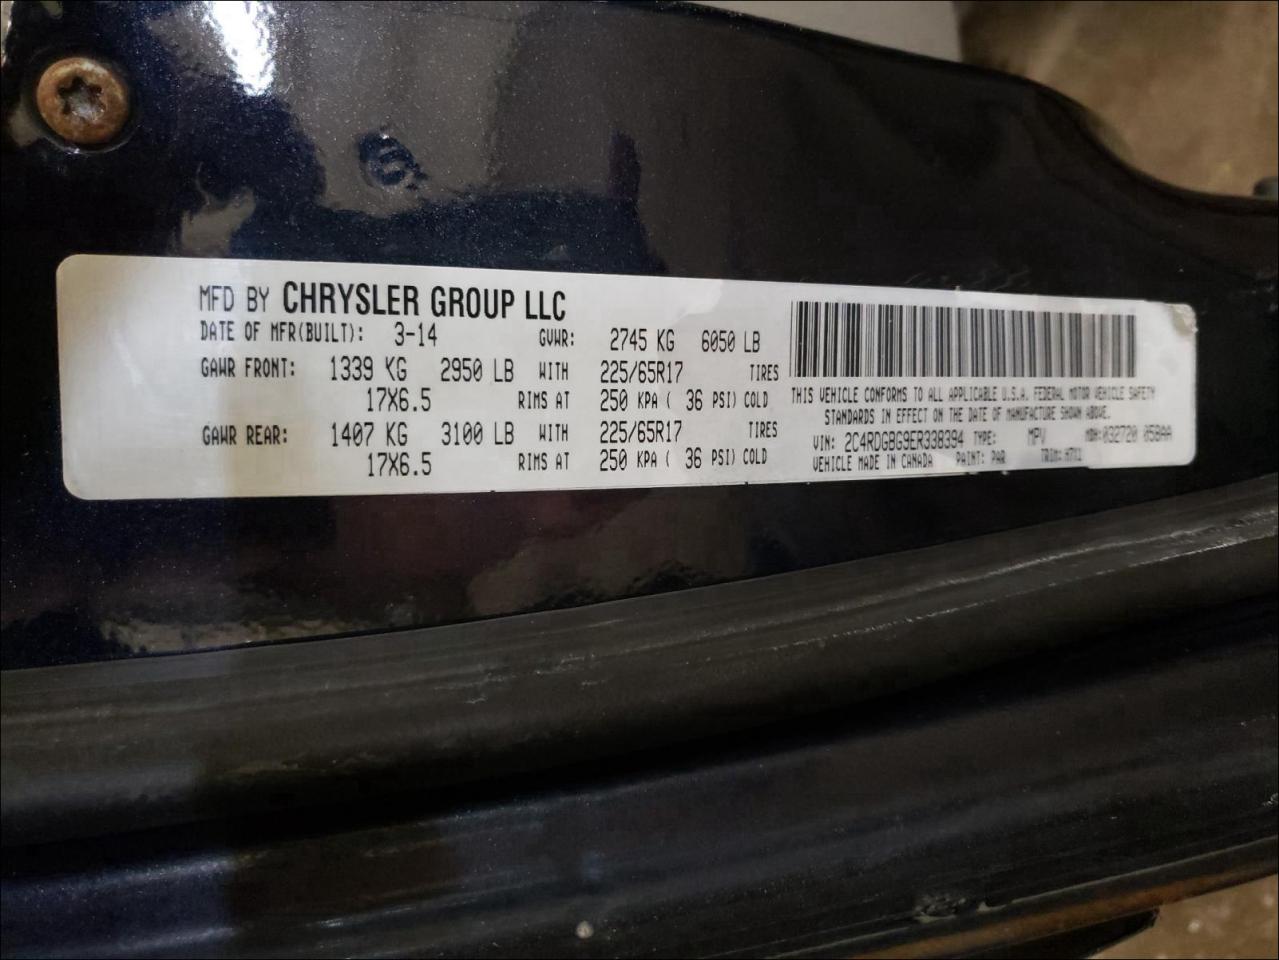 MFD BY CHRYSLER GROUP LLC
DATE OF MFR(BUILT): 3-14 GVWR: 2745 KG 6050 LB
GAWR FRONT: 1339 KG 2950 LB WITH 225/65R17 TIRES
17X6.5 RIMS AT 250 KPA ( 36 PSI) COLD
GAWR REAR: 1407 KG 3100 LB WITH 225/65R17 TIRES
17X6.5 RIMS AT 250 KPA ( 36 PSI) COLD
THIS VEHICLE CONFORMS TO ALL APPLICABLE U.S.A. FEDERAL MOTOR VEHICLE SAFETY
STANDARDS IN EFFECT ON THE DATE OF MANUFACTURE SHOWN ABOVE.
VIN: 2C4RDGBG9ER338394 TYPE: MPV MDH:032720 058AA
VEHICLE MADE IN CANADA PAINT: PAR TRIM: